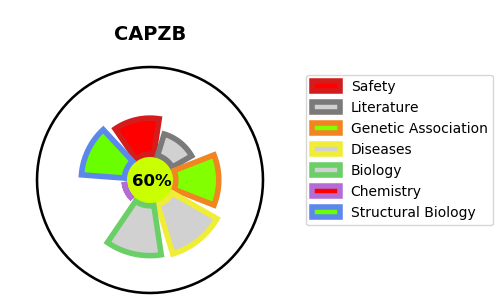 CAPZB
60%
Safety
Literature
Genetic Association
Diseases
Biology
Chemistry
Structural Biology